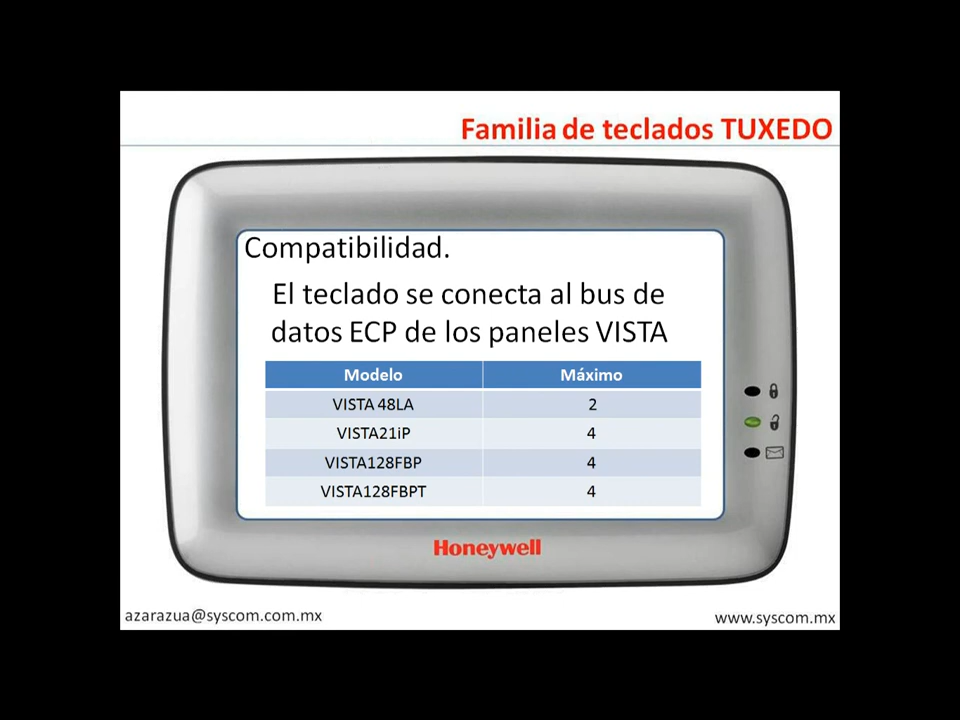 Familia de teclados TUXEDO
Compatibilidad.
El teclado se conecta al bus de
datos ECP de los paneles VISTA
Modelo Máximo
VISTA 48LA 2
VISTA21iP 4
VISTA128FBP 4
VISTA128FBPT 4
Honeywell
azarazua@syscom.com.mx www.syscom.mx